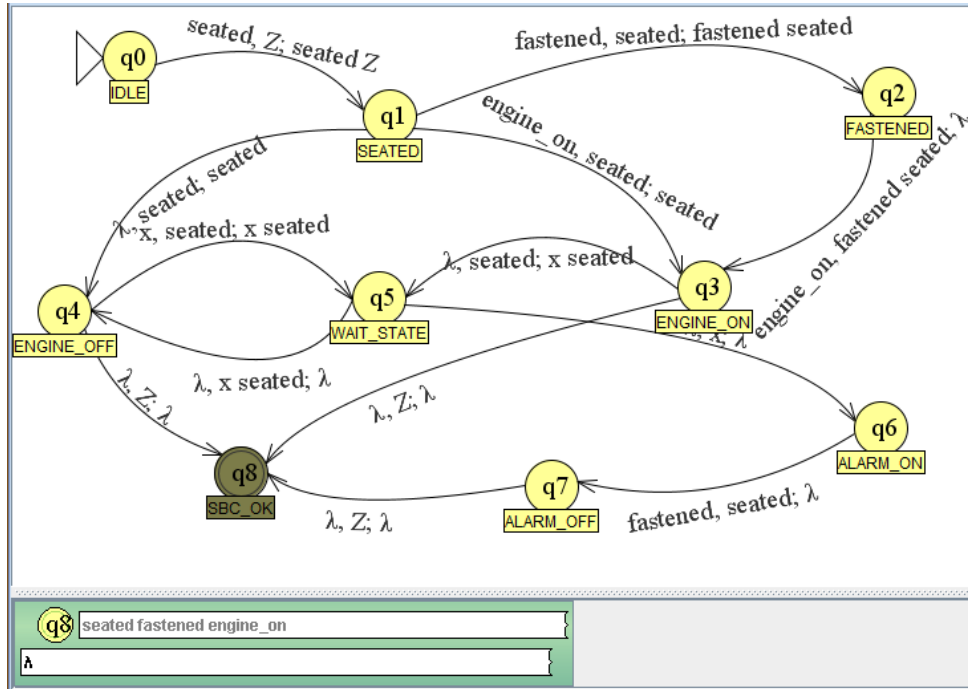 seated, Z; seated Z
q0
IDLE
fastened, seated; fastened seated
q1
SEATED
q2
FASTENED
engine_on, seated; seated
λ, seated; seated
x, seated; x seated
λ, seated; x seated
engine_on, fastened seated; λ
q3
ENGINE_ON
q4
ENGINE_OFF
q5
WAIT_STATE
x, λ
λ, x seated; λ
λ, Z; λ
λ, Z; λ
q6
ALARM_ON
q8
SBC_OK
q7
ALARM_OFF
λ, Z; λ
fastened, seated; λ
q8
seated fastened engine_on
λ